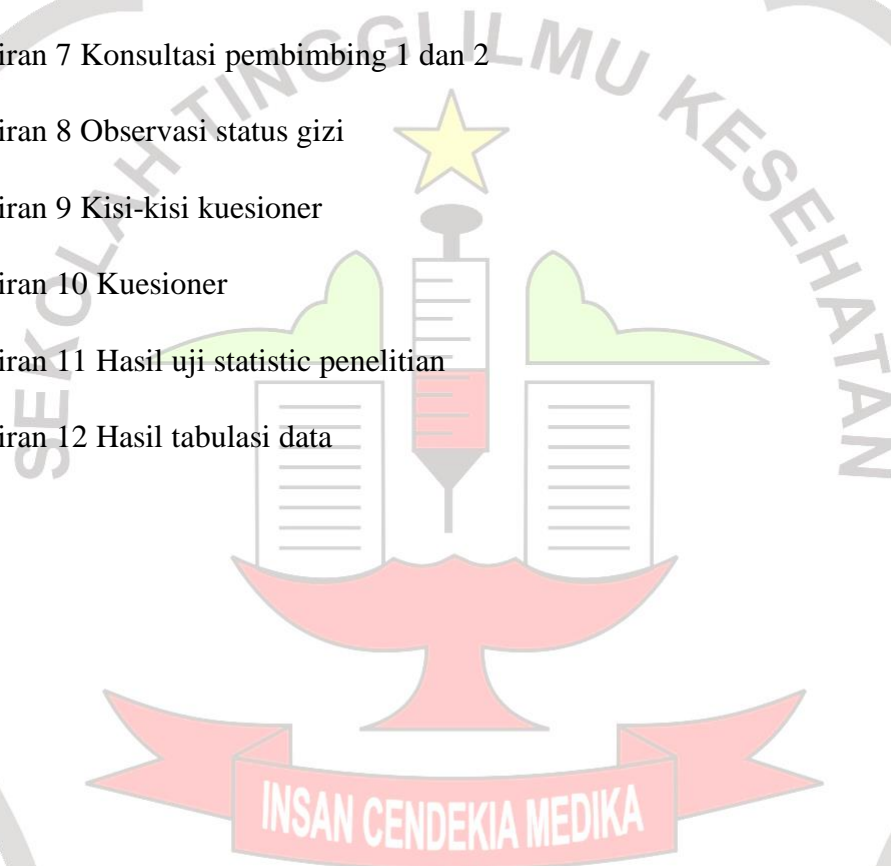 iran 7 Konsultasi pembimbing 1 dan 2
iran 8 Observasi status gizi
iran 9 Kisi-kisi kuesioner
iran 10 Kuesioner
iran 11 Hasil uji statistic penelitian
iran 12 Hasil tabulasi data
SEKOLAH TINGGI ILMU KESEHATAN
INSAN CENDEKIA MEDIKA